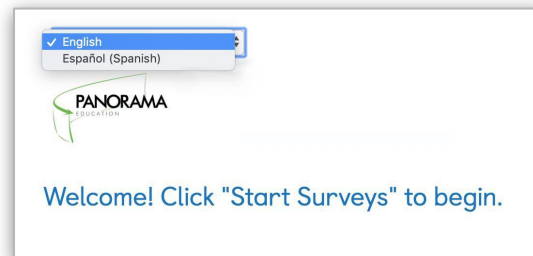 ✓ English
Español (Spanish)
PANORAMA
EDUCATION
Welcome! Click "Start Surveys" to begin.